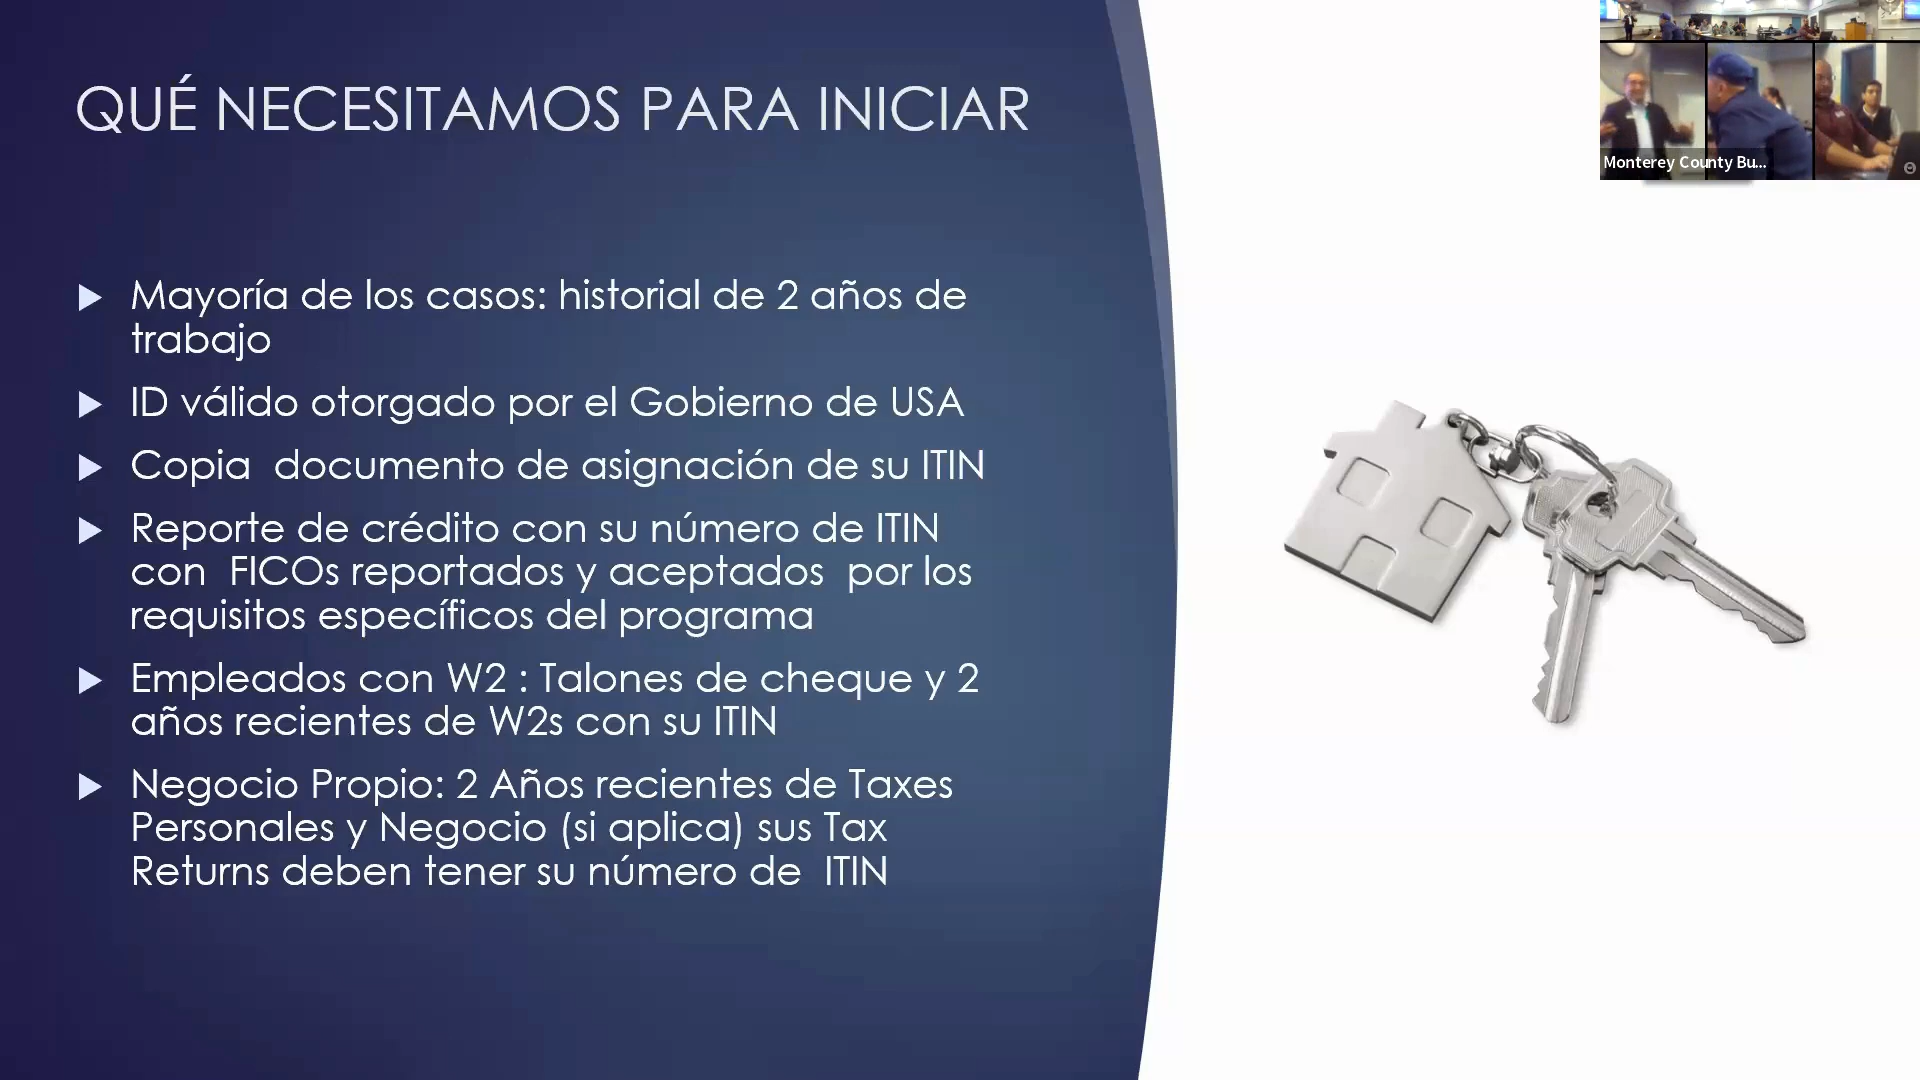 QUÉ NECESITAMOS PARA INICIAR
Mayoría de los casos: historial de 2 años de
trabajo
ID válido otorgado por el Gobierno de USA
Copia  documento de asignación de su ITIN
Reporte de crédito con su número de ITIN
con  FICOs reportados y aceptados  por los
requisitos específicos del programa
Empleados con W2 : Talones de cheque y 2
años recientes de W2s con su ITIN
Negocio Propio: 2 Años recientes de Taxes
Personales y Negocio (si aplica) sus Tax
Returns deben tener su número de  ITIN
Monterey County Bu...